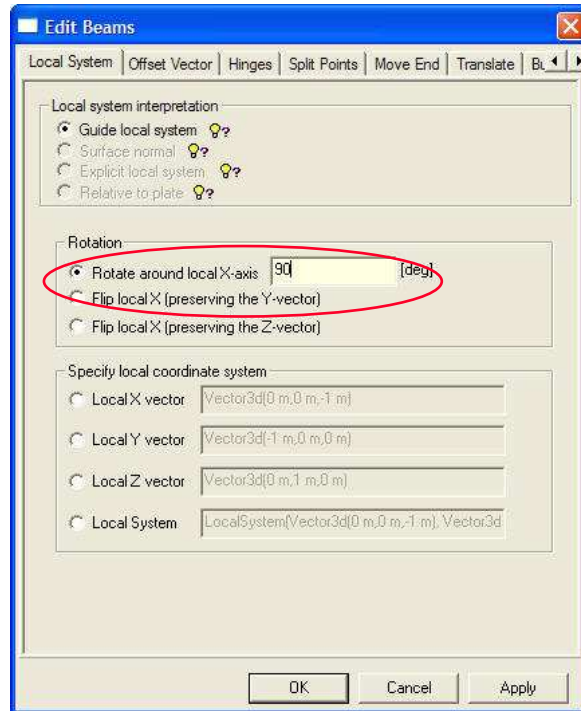 Edit Beams
Local System Offset Vector Hinges Split Points Move End Translate Bu
Local system interpretation
Guide local system ?
Surface normal ?
Explicit local system ?
Relative to plate ?
Rotation
Rotate around local X-axis 90 [deg]
Flip local X (preserving the Y-vector)
Flip local X (preserving the Z-vector)
Specify local coordinate system
Local X vector Vector3d(0 m,0 m,-1 m)
Local Y vector Vector3d(-1 m,0 m,0 m)
Local Z vector Vector3d(0 m,1 m,0 m)
Local System LocalSystem(Vector3d(0 m,0 m,-1 m), Vector3d
OK Cancel Apply